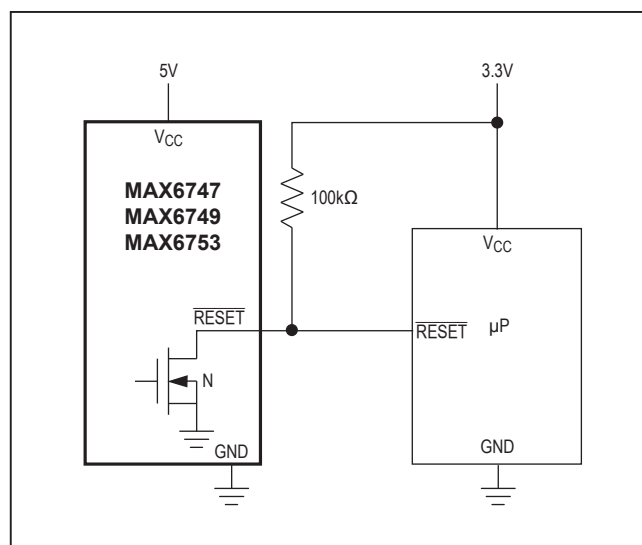 5V
3.3V
VCC
MAX6747
MAX6749
MAX6753
100kΩ
VCC
RESET
RESET
µP
N
GND
GND